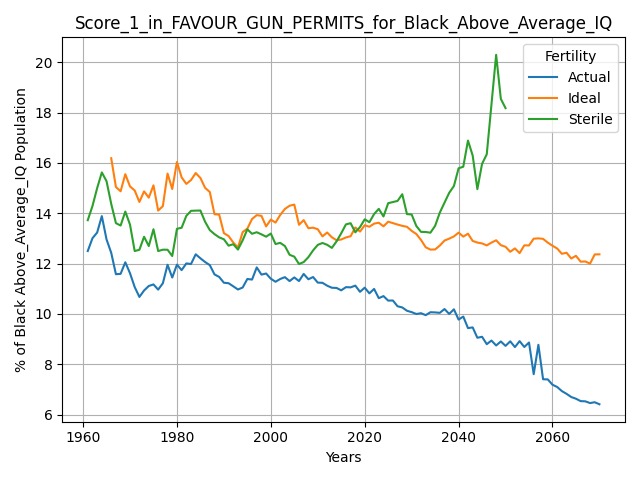 Score_1_in_FAVOUR_GUN_PERMITS_for_Black_Above_Average_IQ
% of Black Above_Average_IQ Population
20
18
16
14
12
10
8
6
Fertility
Actual
Ideal
Sterile
1960 1980 2000 2020 2040 2060
Years